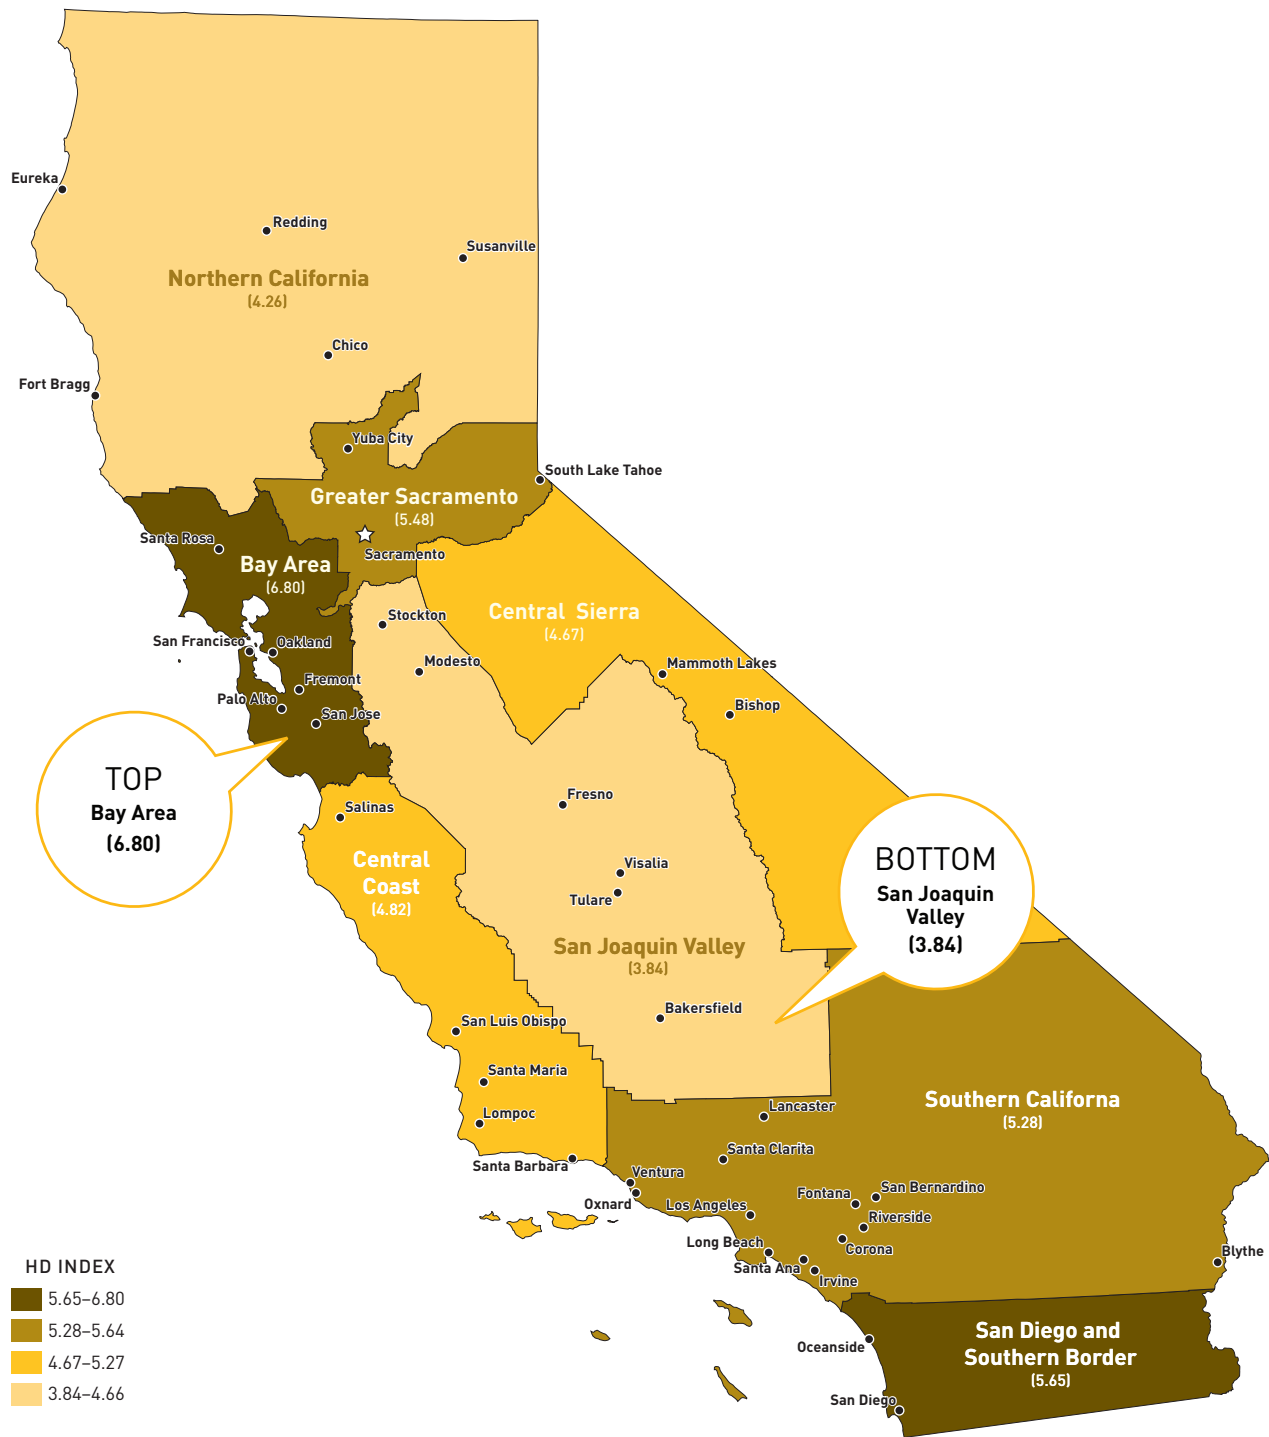 Eureka
Redding
Susanville
Northern California
(4.26)
Chico
Fort Bragg
Yuba City
South Lake Tahoe
Greater Sacramento
(5.48)
Santa Rosa
Sacramento
Bay Area
(6.80)
Central Sierra
(4.67)
Stockton
San Francisco
Oakland
Modesto
Mammoth Lakes
Fremont
Palo Alto
San Jose
Bishop
TOP
Bay Area
(6.80)
Fresno
Salinas
Central
Coast
(4.82)
Visalia
Tulare
BOTTOM
San Joaquin
Valley
(3.84)
San Joaquin Valley
(3.84)
Bakersfield
San Luis Obispo
Santa Maria
Lompoc
Southern Californa
(5.28)
Lancaster
Santa Clarita
Santa Barbara
Ventura
Oxnard
Los Angeles
Fontana
San Bernardino
Riverside
Long Beach
Corona
Santa Ana
Irvine
Blythe
HD INDEX
5.65–6.80
5.28–5.64
4.67–5.27
3.84–4.66
Oceanside
San Diego and
Southern Border
(5.65)
San Diego